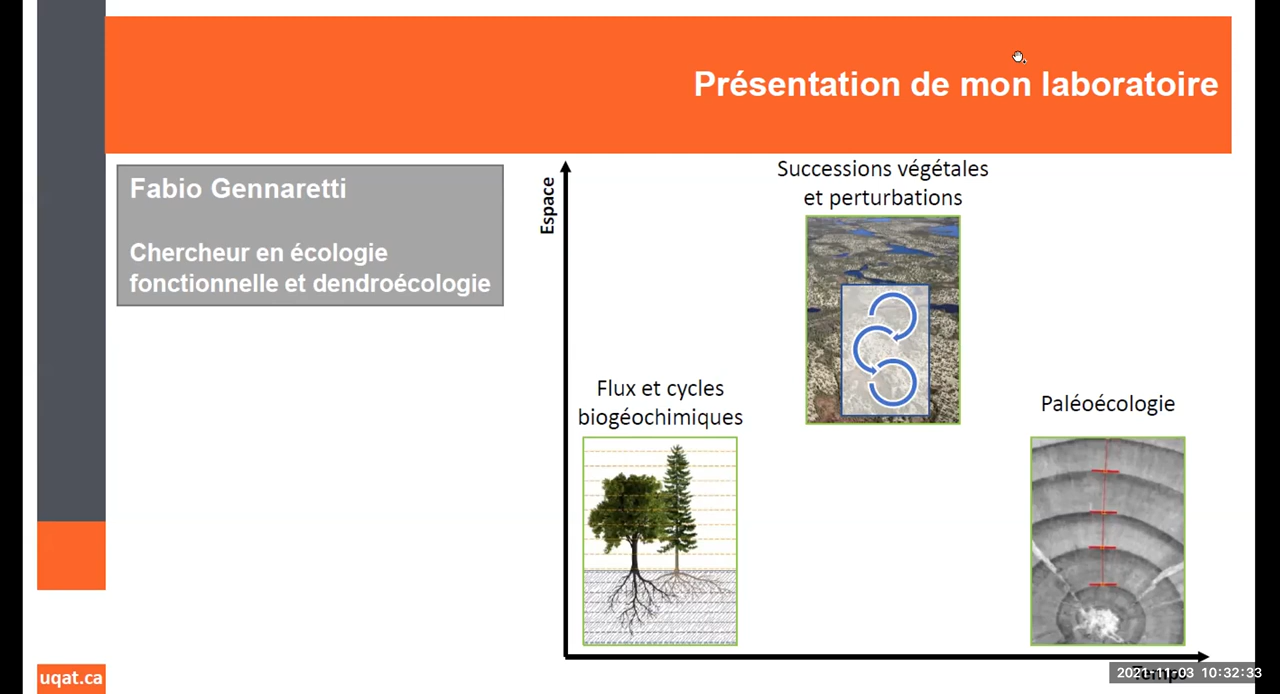 Présentation de mon laboratoire
Fabio Gennaretti
Chercheur en écologie
fonctionnelle et dendroécologie
Espace
Successions végétales
et perturbations
Flux et cycles
biogéochimiques
Paléoécologie
Temps
2021-11-03 10:32:33
uqat.ca